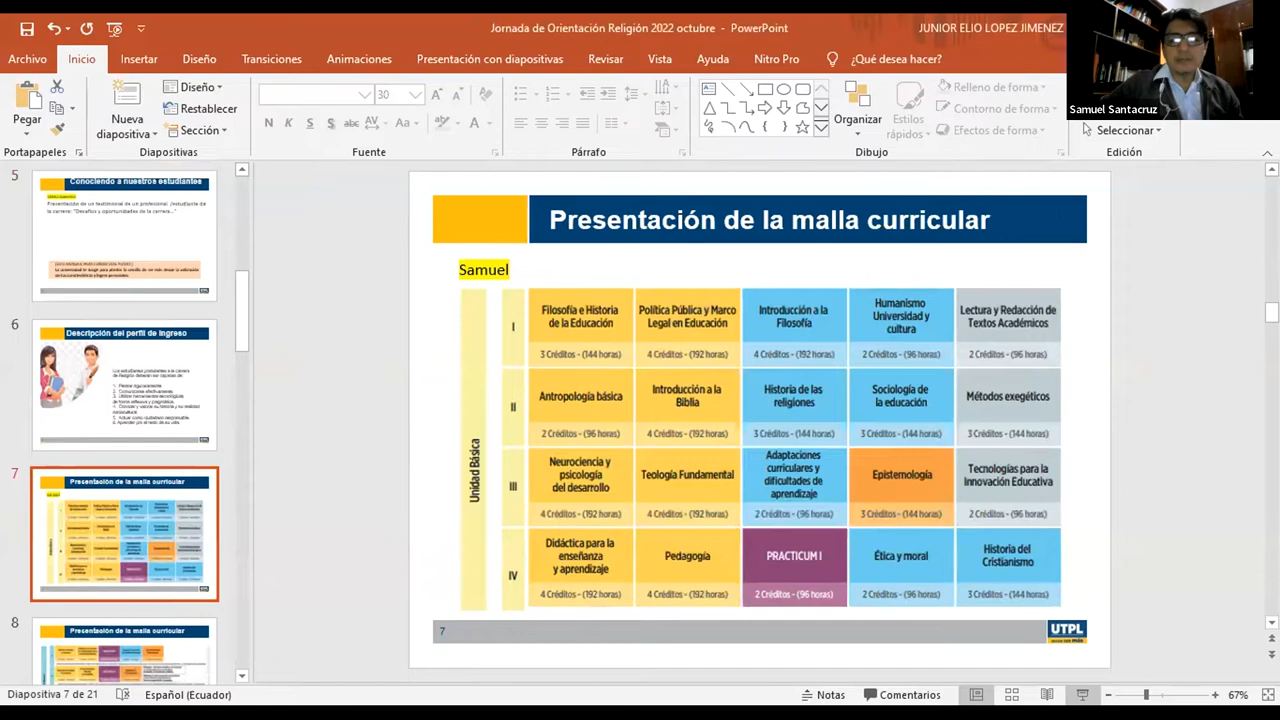 Jornada de Orientación Religión 2022 octubre - PowerPoint
JUNIOR ELIO LOPEZ JIMENEZ
Archivo Inicio Insertar Diseño Transiciones Animaciones Presentación con diapositivas Revisar Vista Ayuda Nitro Pro ¿Qué desea hacer?
Samuel Santacruz
Pegar
Nueva
diapositiva
Diseño
Restablecer
Sección
30
N K S S abc AV Aa A
Organizar
Estilos
rápidos
Relleno de forma
Contorno de forma
Efectos de forma
Seleccionar
Portapapeles Diapositivas Fuente Párrafo Dibujo Edición
5
Conociendo a nuestros estudiantes
6
Descripción del perfil de ingreso
7
Presentación de la malla curricular
8
Presentación de la malla curricular
Presentación de la malla curricular
Samuel
Unidad Básica
I
Filosofía e Historia
de la Educación
3 Créditos - (144 horas)
Política Pública y Marco
Legal en Educación
4 Créditos - (192 horas)
Introducción a la
Filosofía
4 Créditos - (192 horas)
Humanismo
Universidad y
cultura
2 Créditos - (96 horas)
Lectura y Redacción de
Textos Académicos
2 Créditos - (96 horas)
II
Antropología básica
2 Créditos - (96 horas)
Introducción a la
Biblia
4 Créditos - (192 horas)
Historia de las
religiones
3 Créditos - (144 horas)
Sociología de
la educación
3 Créditos - (144 horas)
Métodos exegéticos
3 Créditos - (144 horas)
III
Neurociencia y
psicología
del desarrollo
4 Créditos - (192 horas)
Teología Fundamental
4 Créditos - (192 horas)
Adaptaciones
curriculares y
dificultades de
aprendizaje
2 Créditos - (96 horas)
Epistemología
3 Créditos - (144 horas)
Tecnologías para la
Innovación Educativa
2 Créditos - (96 horas)
IV
Didáctica para la
enseñanza
y aprendizaje
4 Créditos - (192 horas)
Pedagogía
4 Créditos - (192 horas)
PRACTICUM I
2 Créditos - (96 horas)
Ética y moral
2 Créditos - (96 horas)
Historia del
Cristianismo
3 Créditos - (144 horas)
7
UTPL
Diapositiva 7 de 21 Español (Ecuador) Notas Comentarios 67%